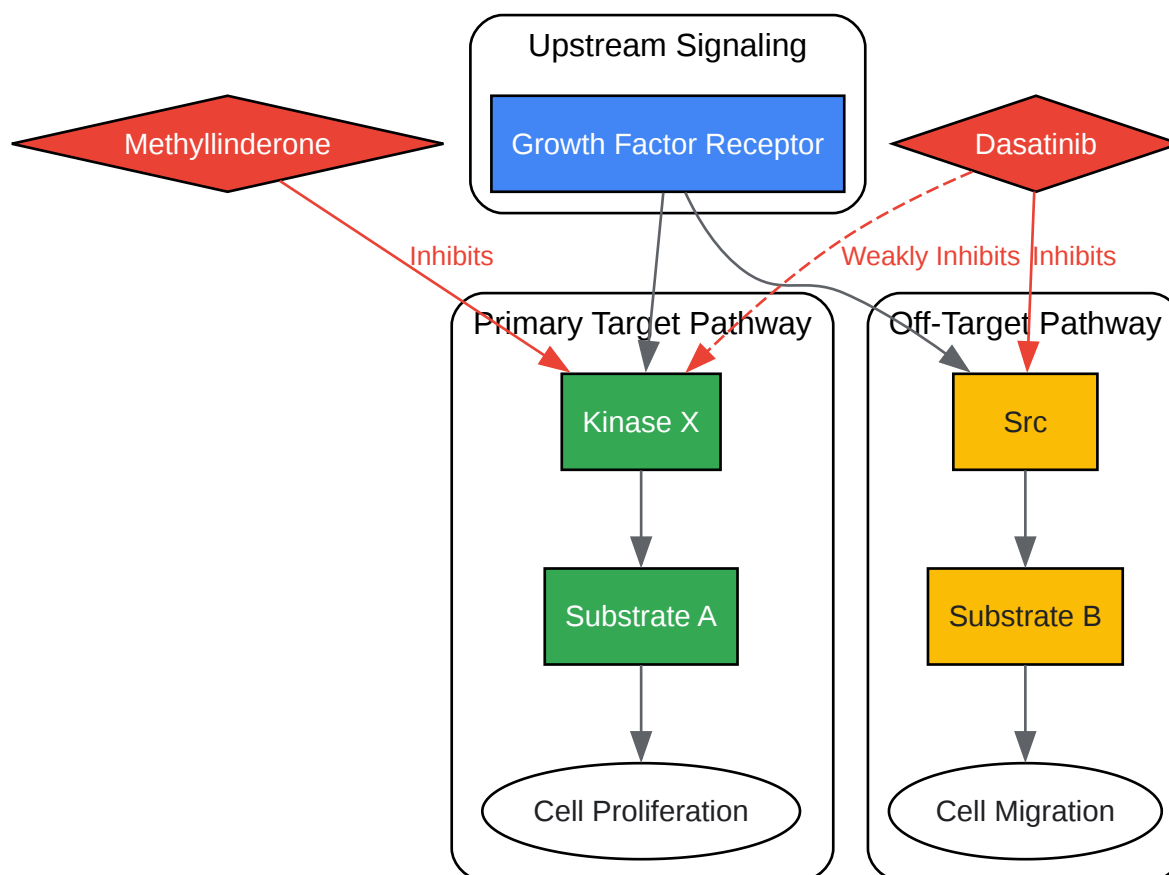 Upstream Signaling
Methyllinderone
Growth Factor Receptor
Dasatinib
Inhibits
Weakly Inhibits
Inhibits
Primary Target Pathway
Off-Target Pathway
Kinase X
Src
Substrate A
Substrate B
Cell Proliferation
Cell Migration